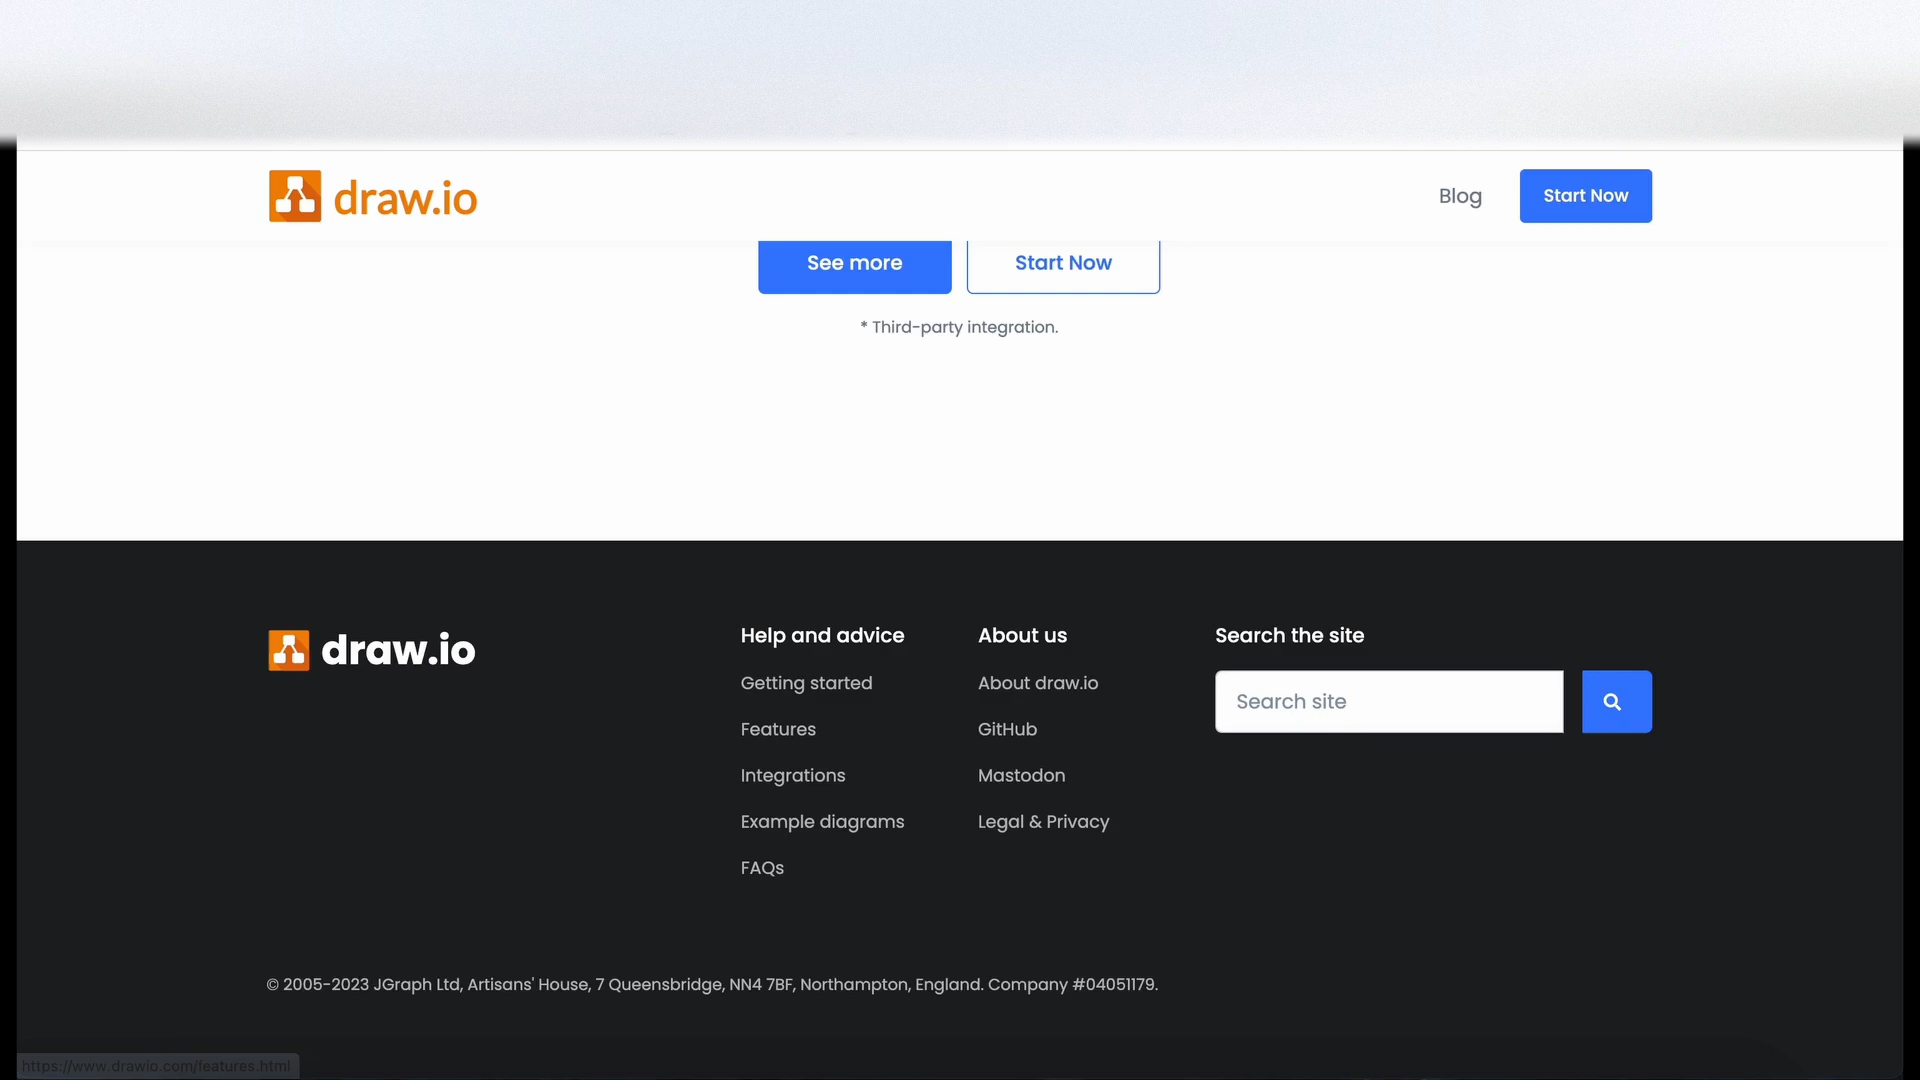 draw.io
Blog
Start Now
See more
Start Now
* Third-party integration.
draw.io
Help and advice
Getting started
Features
Integrations
Example diagrams
FAQs
About us
About draw.io
GitHub
Mastodon
Legal & Privacy
Search the site
Search site
© 2005-2023 JGraph Ltd, Artisans' House, 7 Queensbridge, NN4 7BF, Northampton, England. Company #04051179.
https://www.drawio.com/features.html